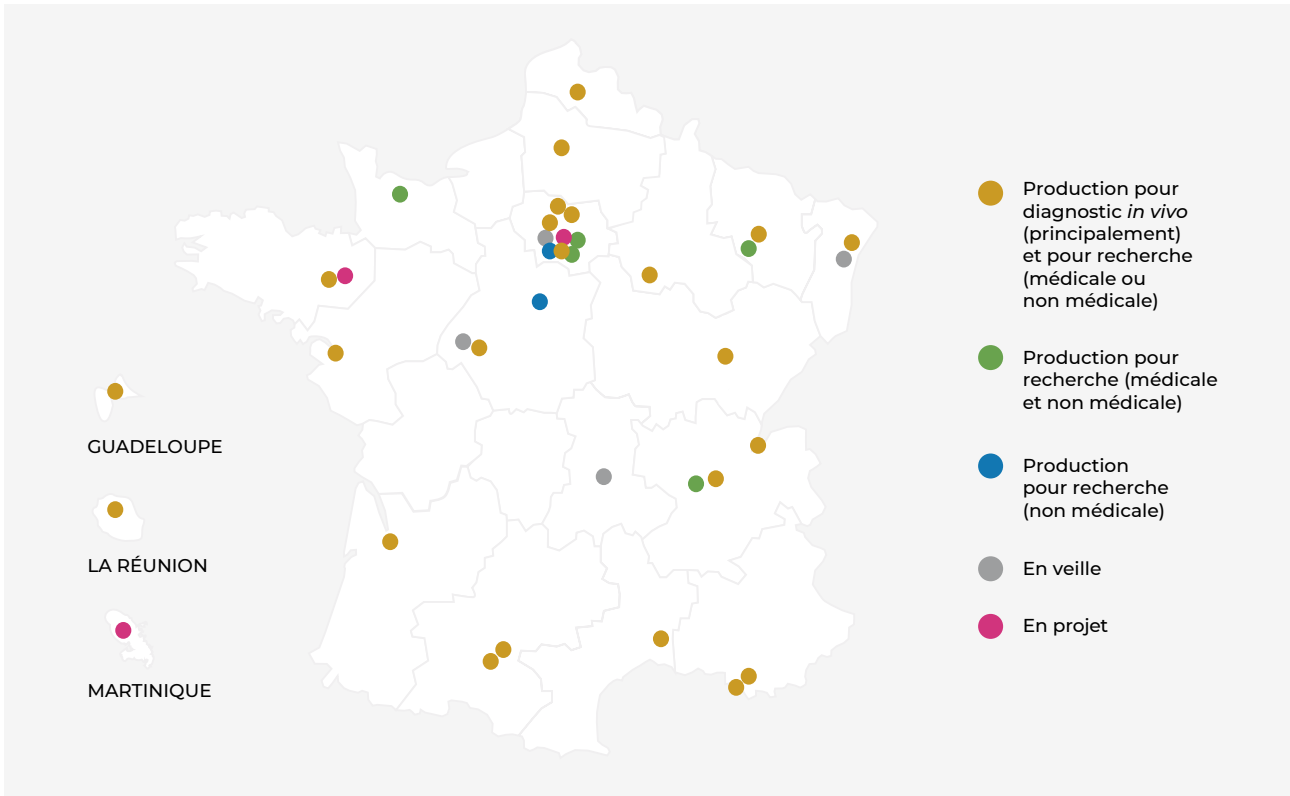 GUADELOUPE
LA RÉUNION
MARTINIQUE
Production pour
diagnostic in vivo
(principalement)
et pour recherche
(médicale ou
non médicale)
Production pour
recherche (médicale
et non médicale)
Production
pour recherche
(non médicale)
En veille
En projet